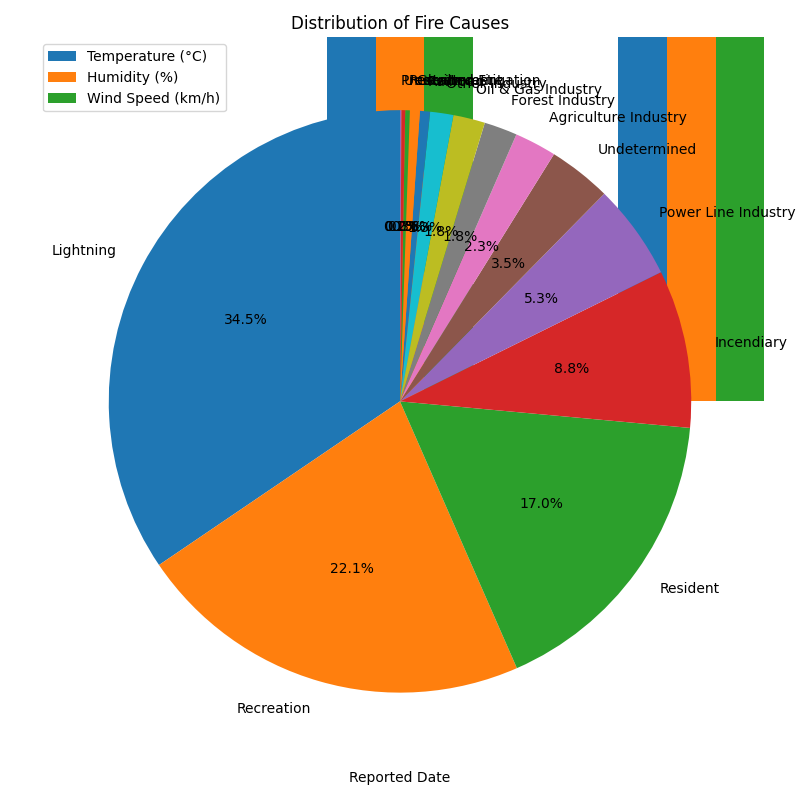 Distribution of Fire Causes
Temperature (°C)
Humidity (%)
Wind Speed (km/h)
Oil & Gas Industry
Forest Industry
Agriculture Industry
Undetermined
Power Line Industry
Incendiary
Resident
Recreation
Lightning
34.5%
22.1%
17.0%
8.8%
5.3%
3.5%
2.3%
1.8%
1.8%
Reported Date